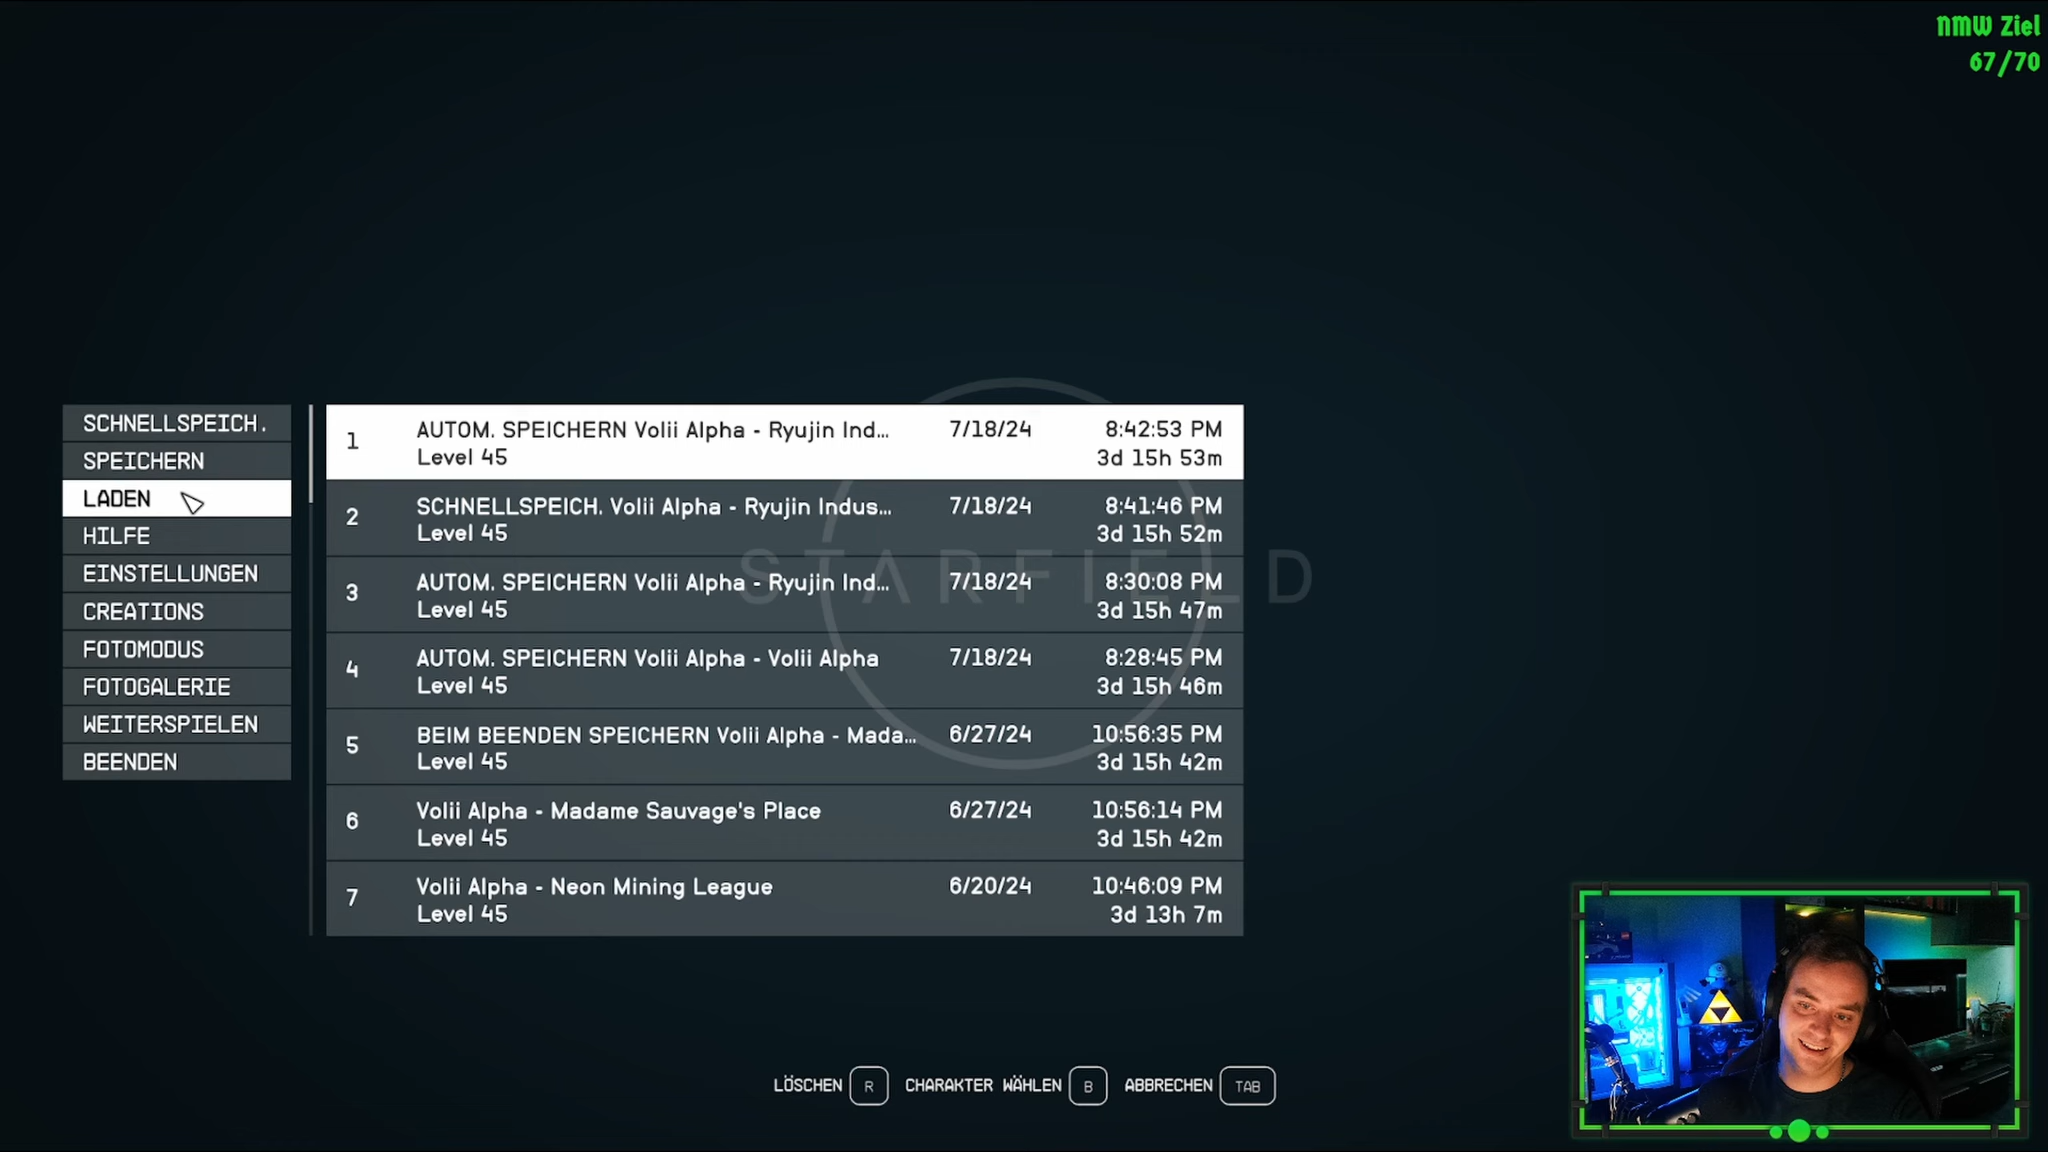 NMW Ziel
67/70
SCHNELLSPEICH.
SPEICHERN
LADEN
HILFE
EINSTELLUNGEN
CREATIONS
FOTOMODUS
FOTOGALERIE
WEITERSPIELEN
BEENDEN
1 AUTOM. SPEICHERN Volii Alpha - Ryujin Ind... 7/18/24 8:42:53 PM
Level 45 3d 15h 53m
2 SCHNELLSPEICH. Volii Alpha - Ryujin Indus... 7/18/24 8:41:46 PM
Level 45 3d 15h 52m
3 AUTOM. SPEICHERN Volii Alpha - Ryujin Ind... 7/18/24 8:30:08 PM
Level 45 3d 15h 47m
4 AUTOM. SPEICHERN Volii Alpha - Volii Alpha 7/18/24 8:28:45 PM
Level 45 3d 15h 46m
5 BEIM BEENDEN SPEICHERN Volii Alpha - Mada... 6/27/24 10:56:35 PM
Level 45 3d 15h 42m
6 Volii Alpha - Madame Sauvage's Place 6/27/24 10:56:14 PM
Level 45 3d 15h 42m
7 Volii Alpha - Neon Mining League 6/20/24 10:46:09 PM
Level 45 3d 13h 7m
STARFIELD
LÖSCHEN R CHARAKTER WÄHLEN B ABBRECHEN TAB